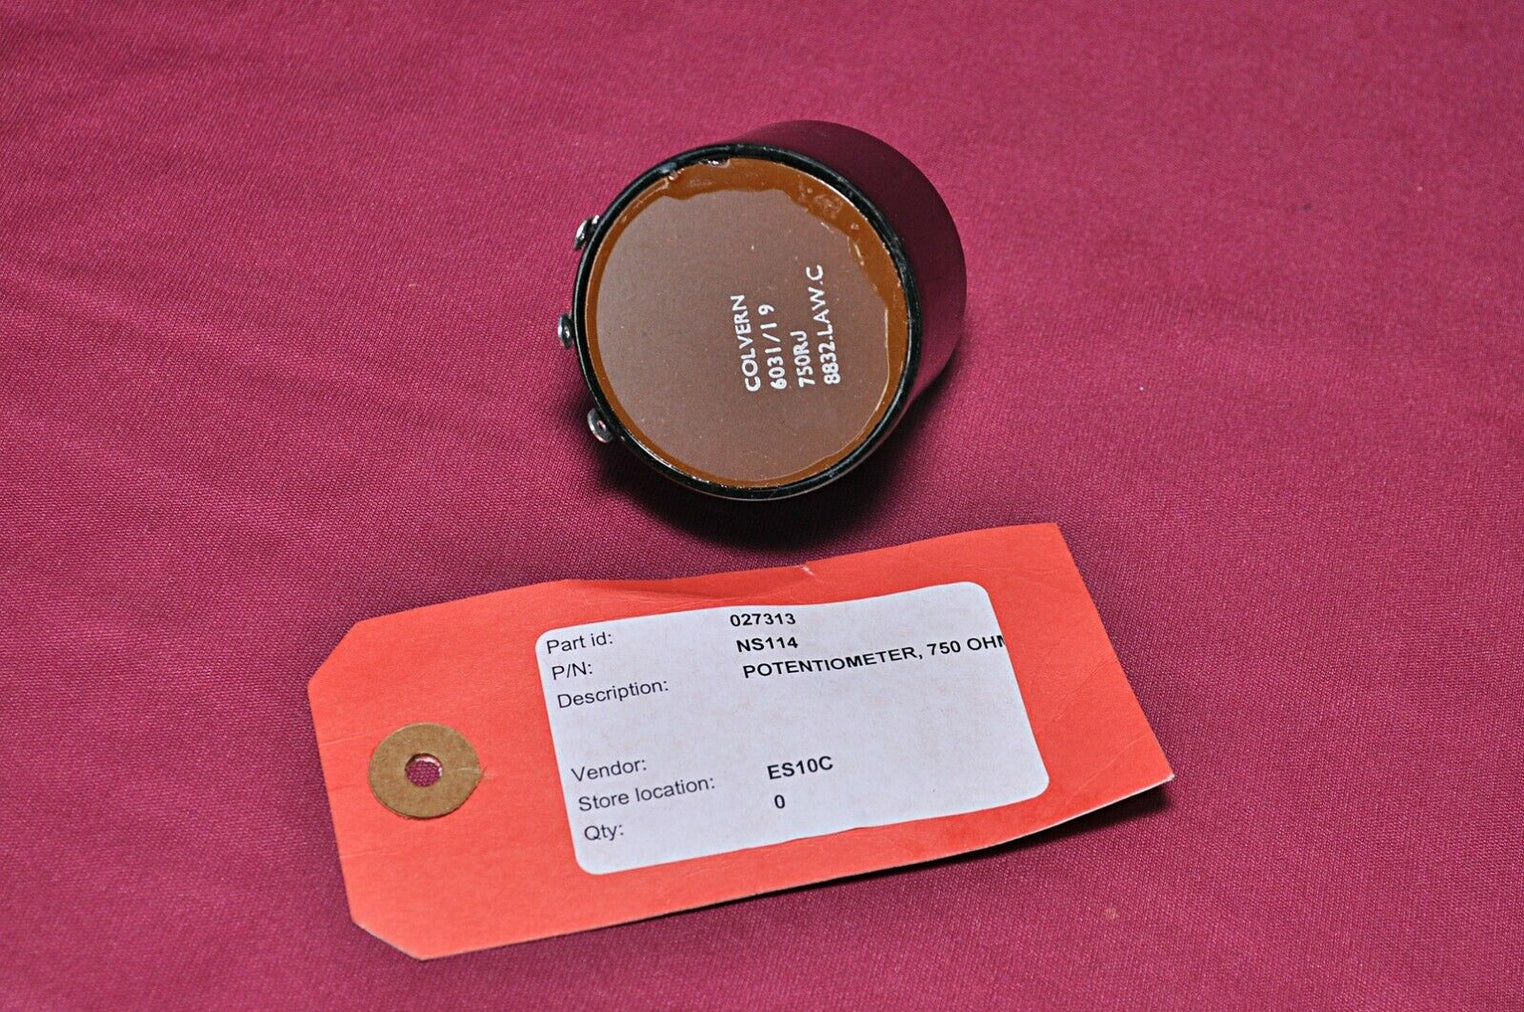 COLVERN
6031/19
750RJ
8832.LAW.C
Part id: 027313
P/N: NS114
Description: POTENTIOMETER, 750 OHM
Vendor:
Store location: ES10C
Qty: 0